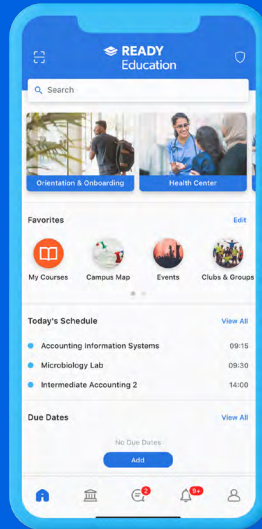 READY
Education
Search
Orientation & Onboarding
Health Center
Favorites
Edit
My Courses
Campus Map
Events
Clubs & Groups
Today's Schedule
View All
Accounting Information Systems
09:15
Microbiology Lab
09:30
Intermediate Accounting 2
14:00
Due Dates
View All
No Due Dates
Add
2
9+